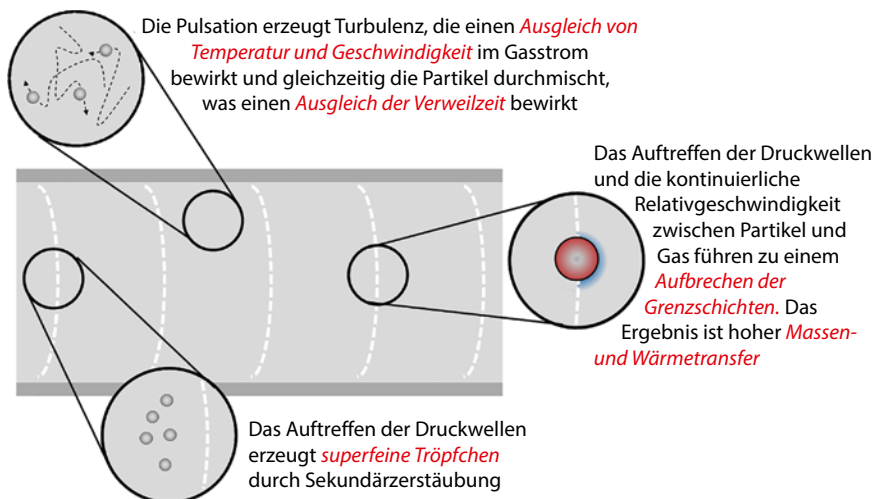 Die Pulsation erzeugt Turbulenz, die einen Ausgleich von
Temperatur und Geschwindigkeit im Gasstrom
bewirkt und gleichzeitig die Partikel durchmischt,
was einen Ausgleich der Verweilzeit bewirkt
Das Auftreffen der Druckwellen
und die kontinuierliche
Relativgeschwindigkeit
zwischen Partikel und
Gas führen zu einem
Aufbrechen der
Grenzschichten. Das
Ergebnis ist hoher Massen-
und Wärmetransfer
Das Auftreffen der Druckwellen
erzeugt superfeine Tröpfchen
durch Sekundärzerstäubung